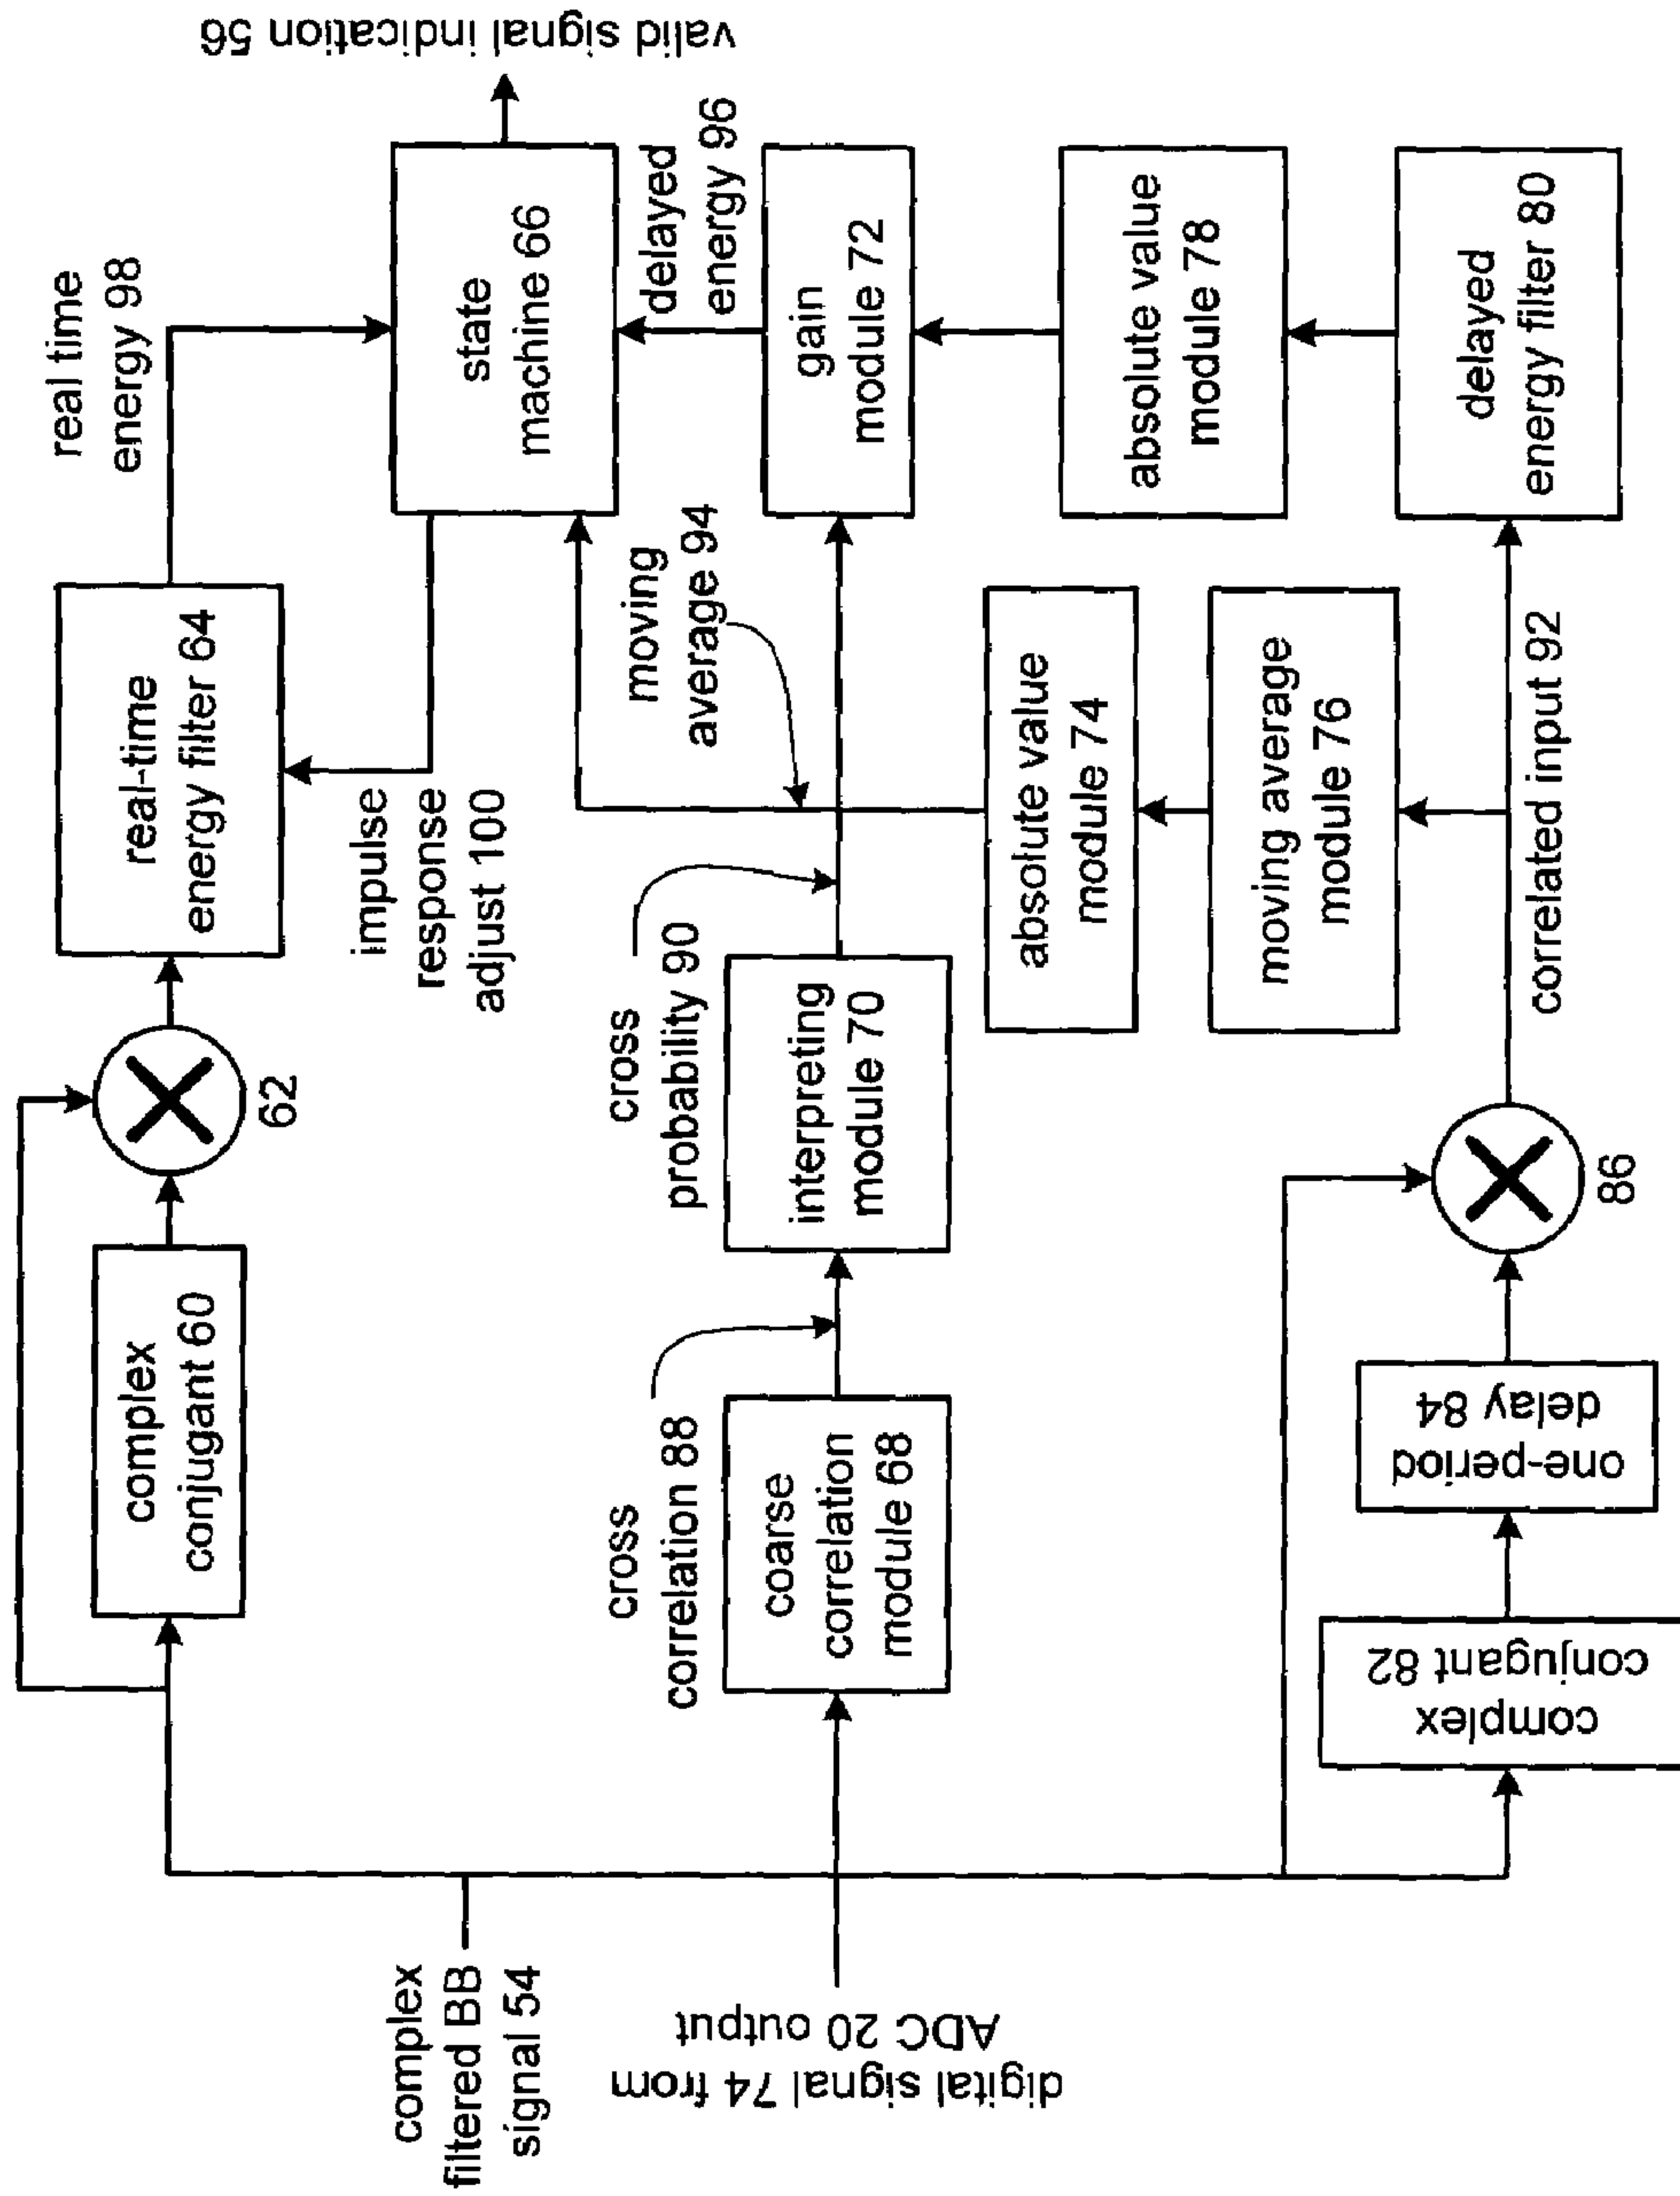 complex
filtered BB
signal 54
digital signal 74 from
ADC 20 output
complex
conjugant 60
62
real-time
energy filter 64
real time
energy 98
impulse
response
adjust 100
state
machine 66
valid signal indication 56
coarse
correlation
module 68
cross
correlation 88
interpreting
module 70
cross
probability 90
moving
average 94
gain
module 72
delayed
energy 96
absolute value
module 74
moving average
module 76
absolute value
module 78
complex
conjugant 82
one-period
delay 84
86
correlated input 92
delayed
energy filter 80